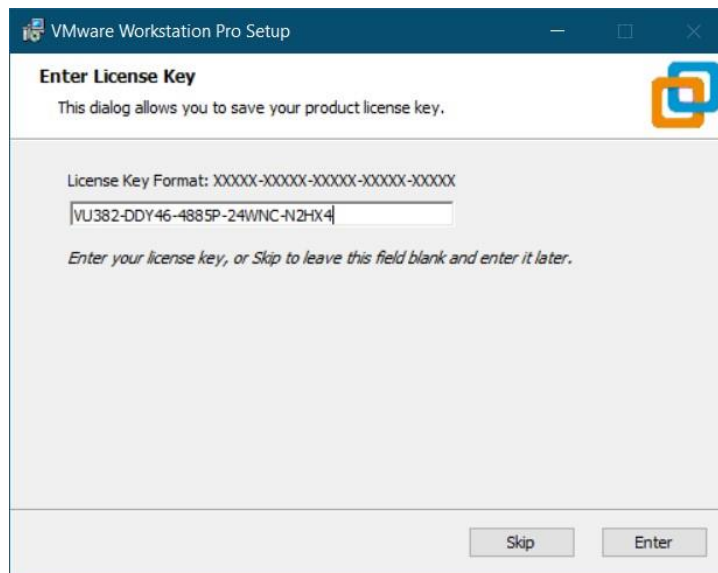 VMware Workstation Pro Setup
Enter License Key
This dialog allows you to save your product license key.
License Key Format: XXXXX-XXXXX-XXXXX-XXXXX-XXXXX
VU382-DDY46-4885P-24WNC-N2HX4
Enter your license key, or Skip to leave this field blank and enter it later.
Skip Enter